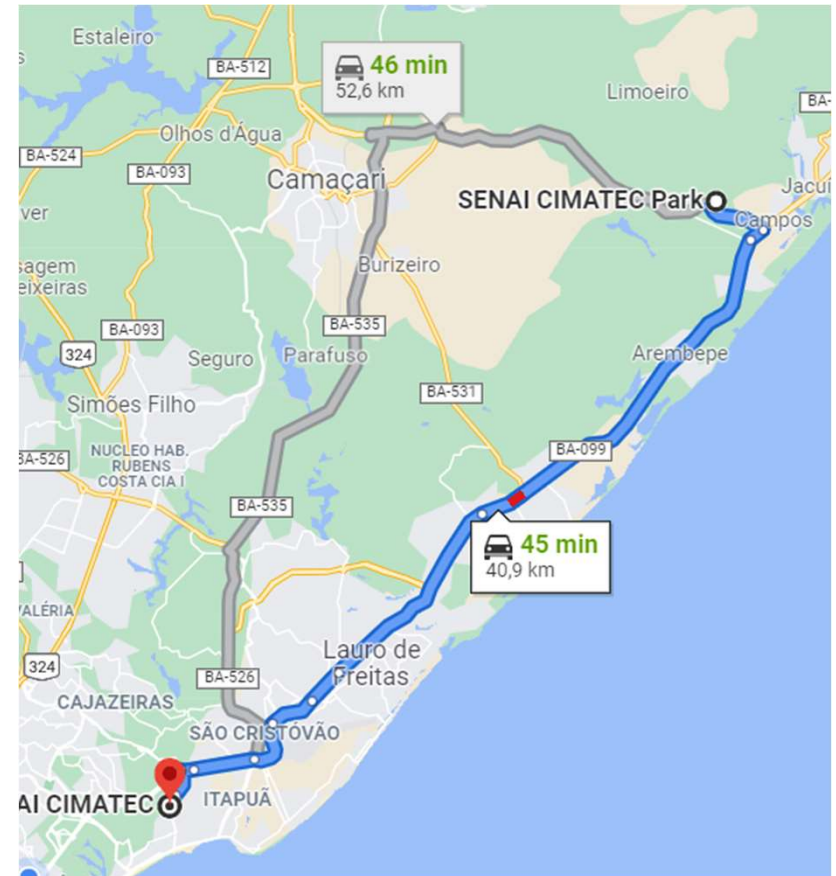 Estaleiro
BA-512
46 min
52,6 km
Limoeiro
BA-
Olhos d'Água
BA-524
BA-093
Camaçari
SENAI CIMATEC Park
Jacuí
Campos
ver
sagem
eixeiras
Burizeiro
BA-093
BA-535
324
Seguro
Parafuso
Arembepe
BA-531
Simões Filho
NUCLEO HAB.
RUBENS
COSTA CIA I
BA-099
BA-526
BA-535
45 min
40,9 km
VALÉRIA
324
Lauro de
Freitas
BA-526
CAJAZEIRAS
SÃO CRISTÓVÃO
AI CIMATEC
ITAPUÃ